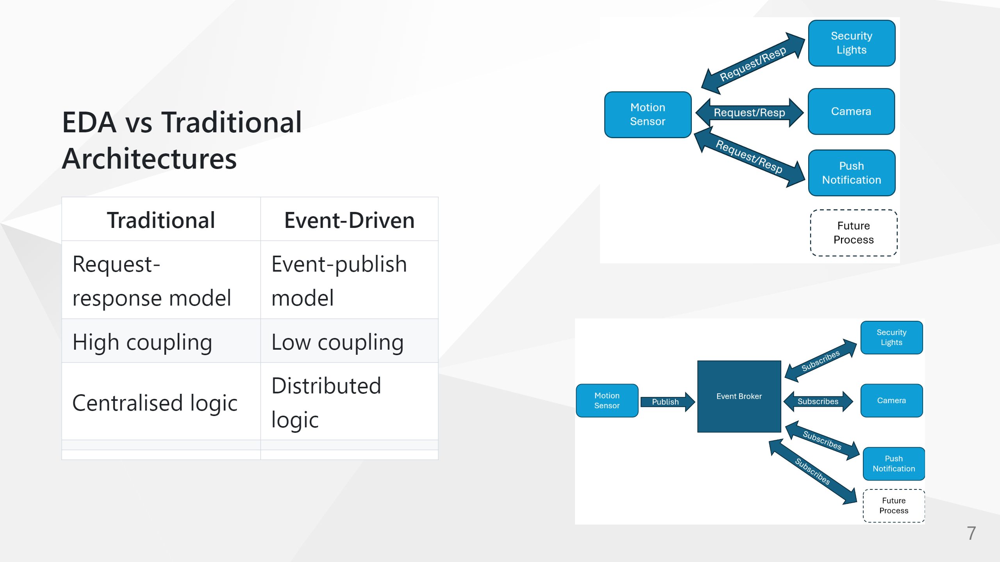 EDA vs Traditional
Architectures
Traditional
Event-Driven
Request-
response model
Event-publish
model
High coupling
Low coupling
Centralised logic
Distributed
logic
Motion
Sensor
Request/Resp
Request/Resp
Request/Resp
Security
Lights
Camera
Push
Notification
Future
Process
Motion
Sensor
Publish
Event Broker
Subscribes
Subscribes
Subscribes
Subscribes
Security
Lights
Camera
Push
Notification
Future
Process
7